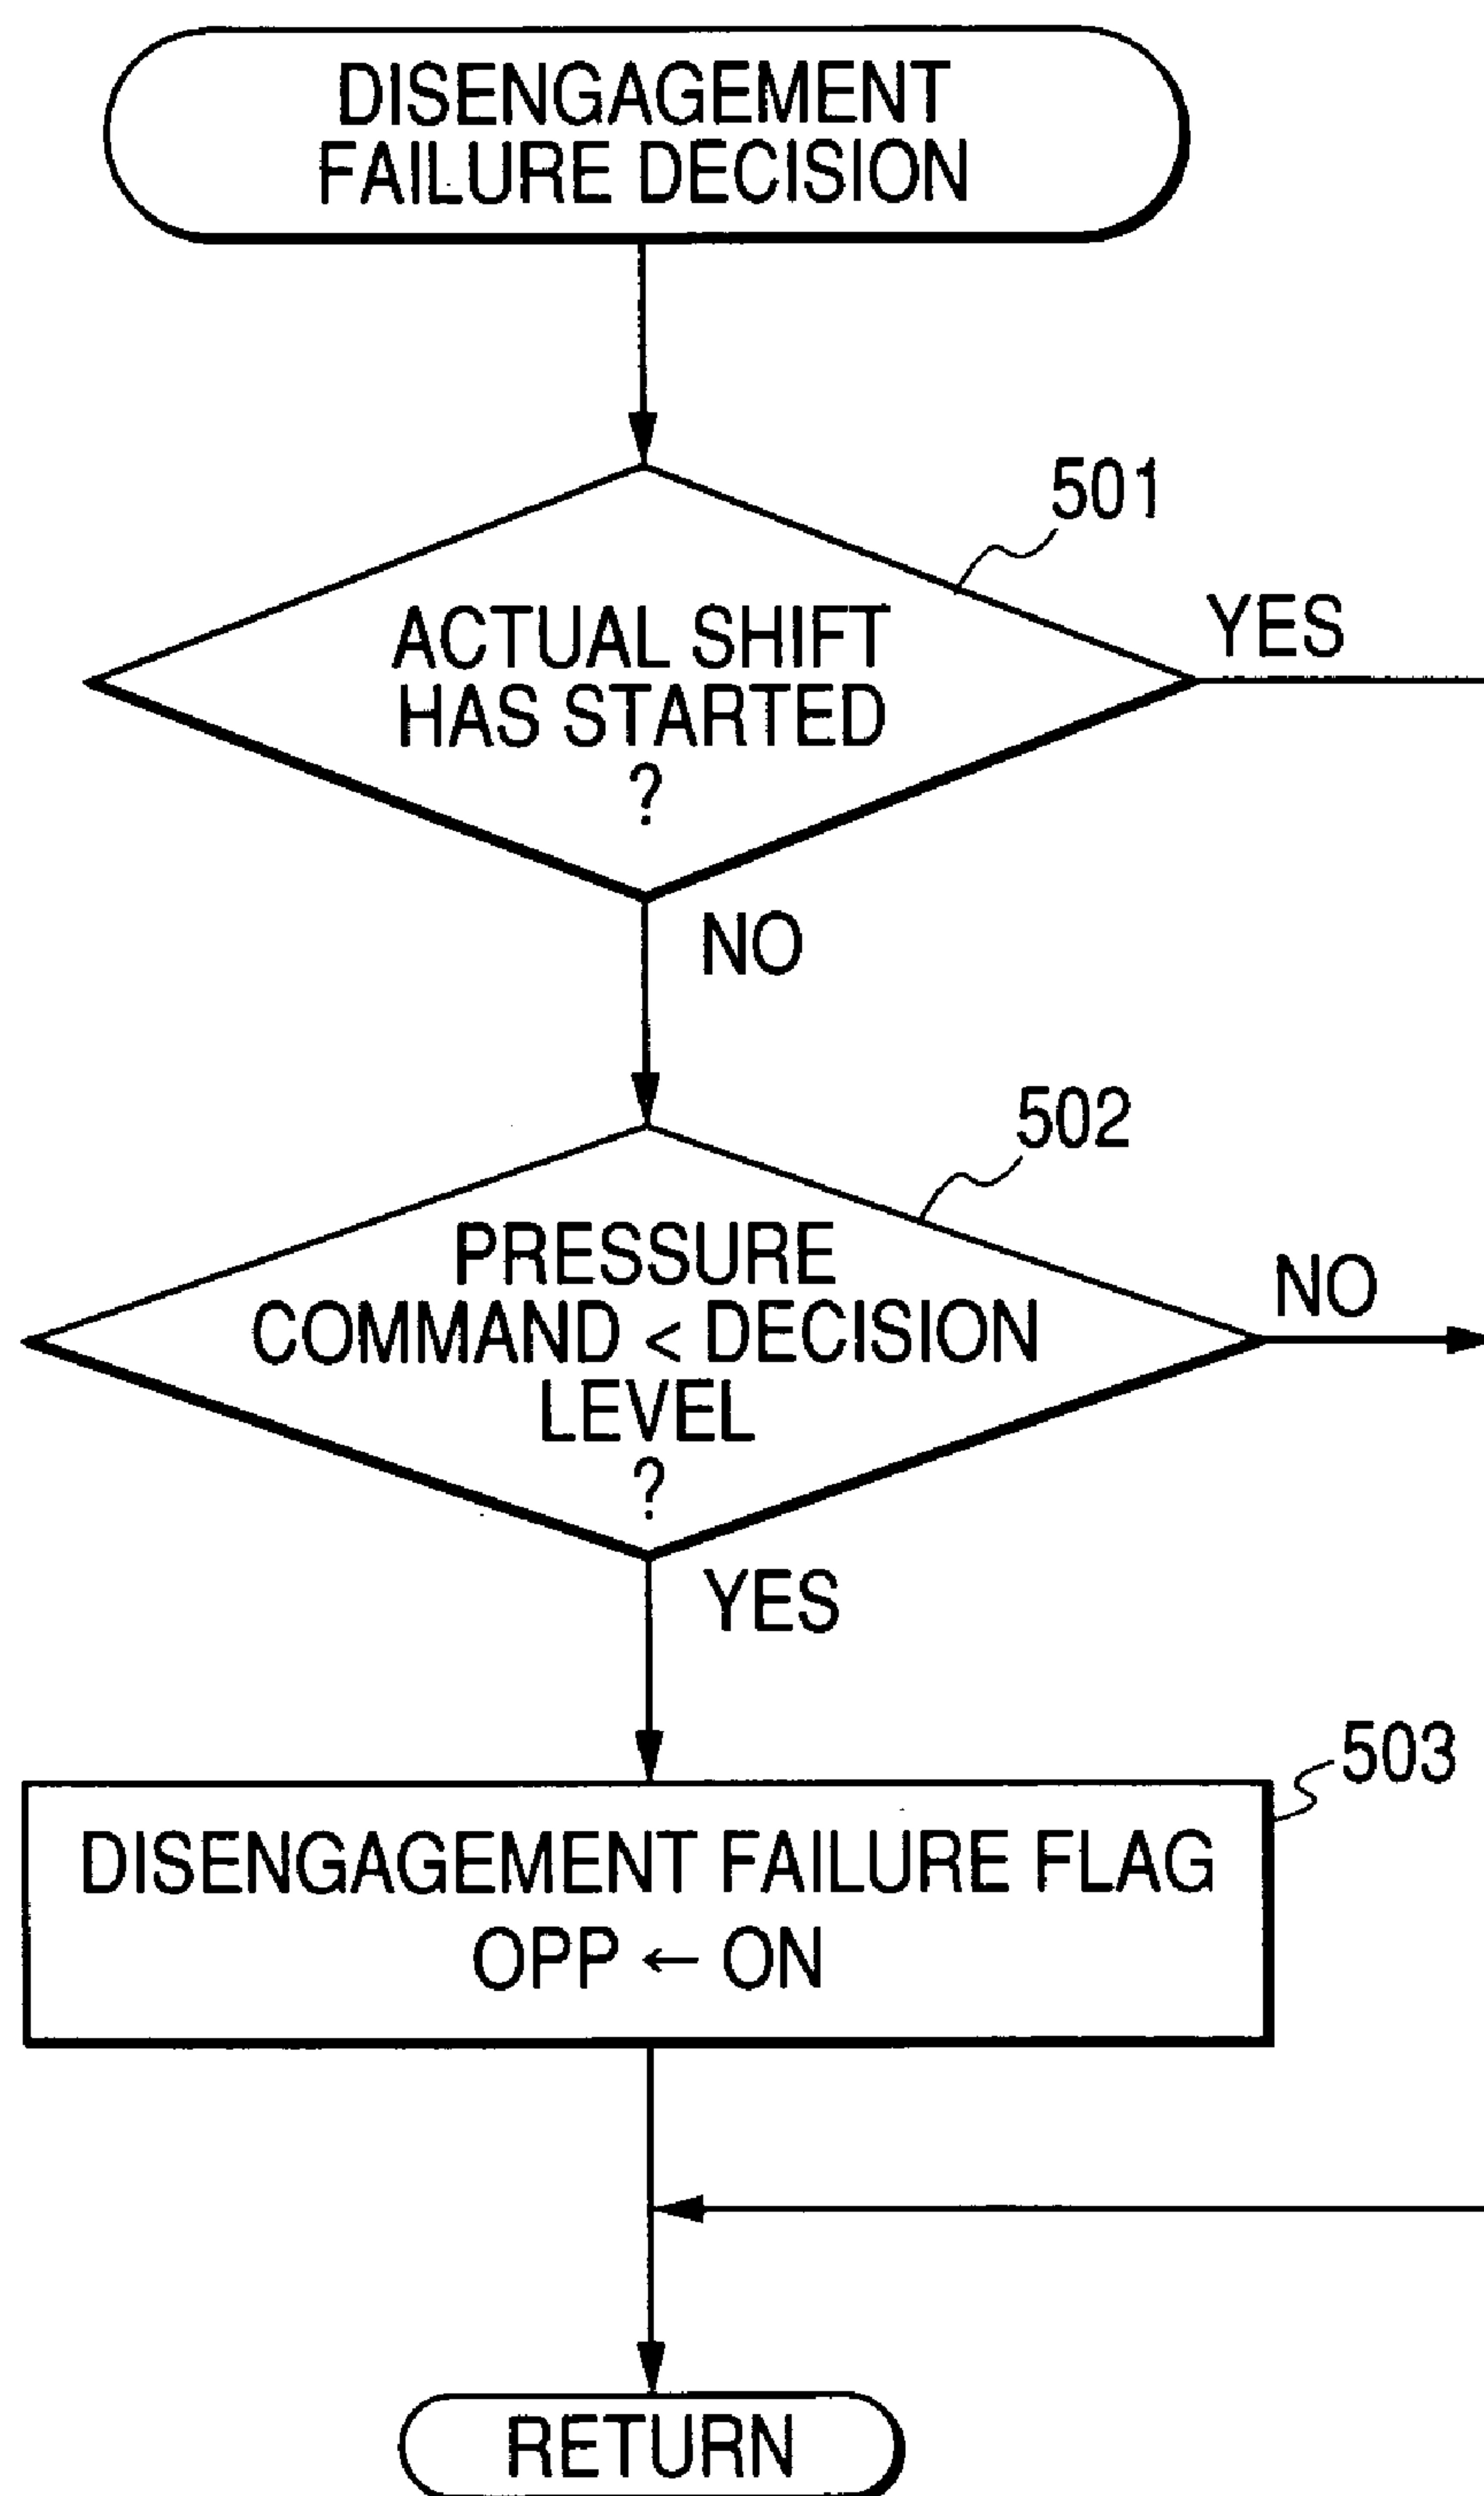 DISENGAGEMENT
FAILURE DECISION
501
ACTUAL SHIFT
HAS STARTED
?
YES
NO
502
PRESSURE
COMMAND < DECISION
LEVEL
?
NO
YES
503
DISENGAGEMENT FAILURE FLAG
OPP ← ON
RETURN